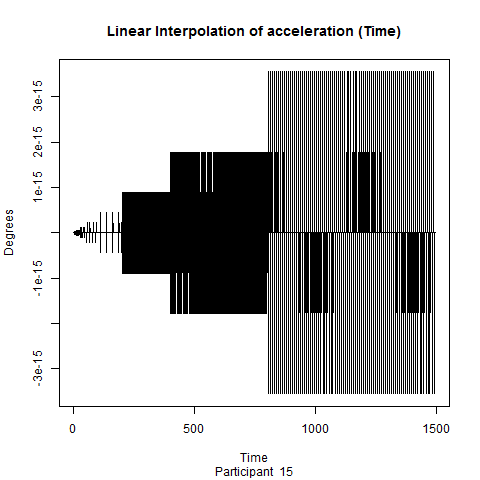 Linear Interpolation of acceleration (Time)
3e-15
2e-15
1e-15
-1e-15
-3e-15
Degrees
0
500
1000
1500
Time
Participant 15